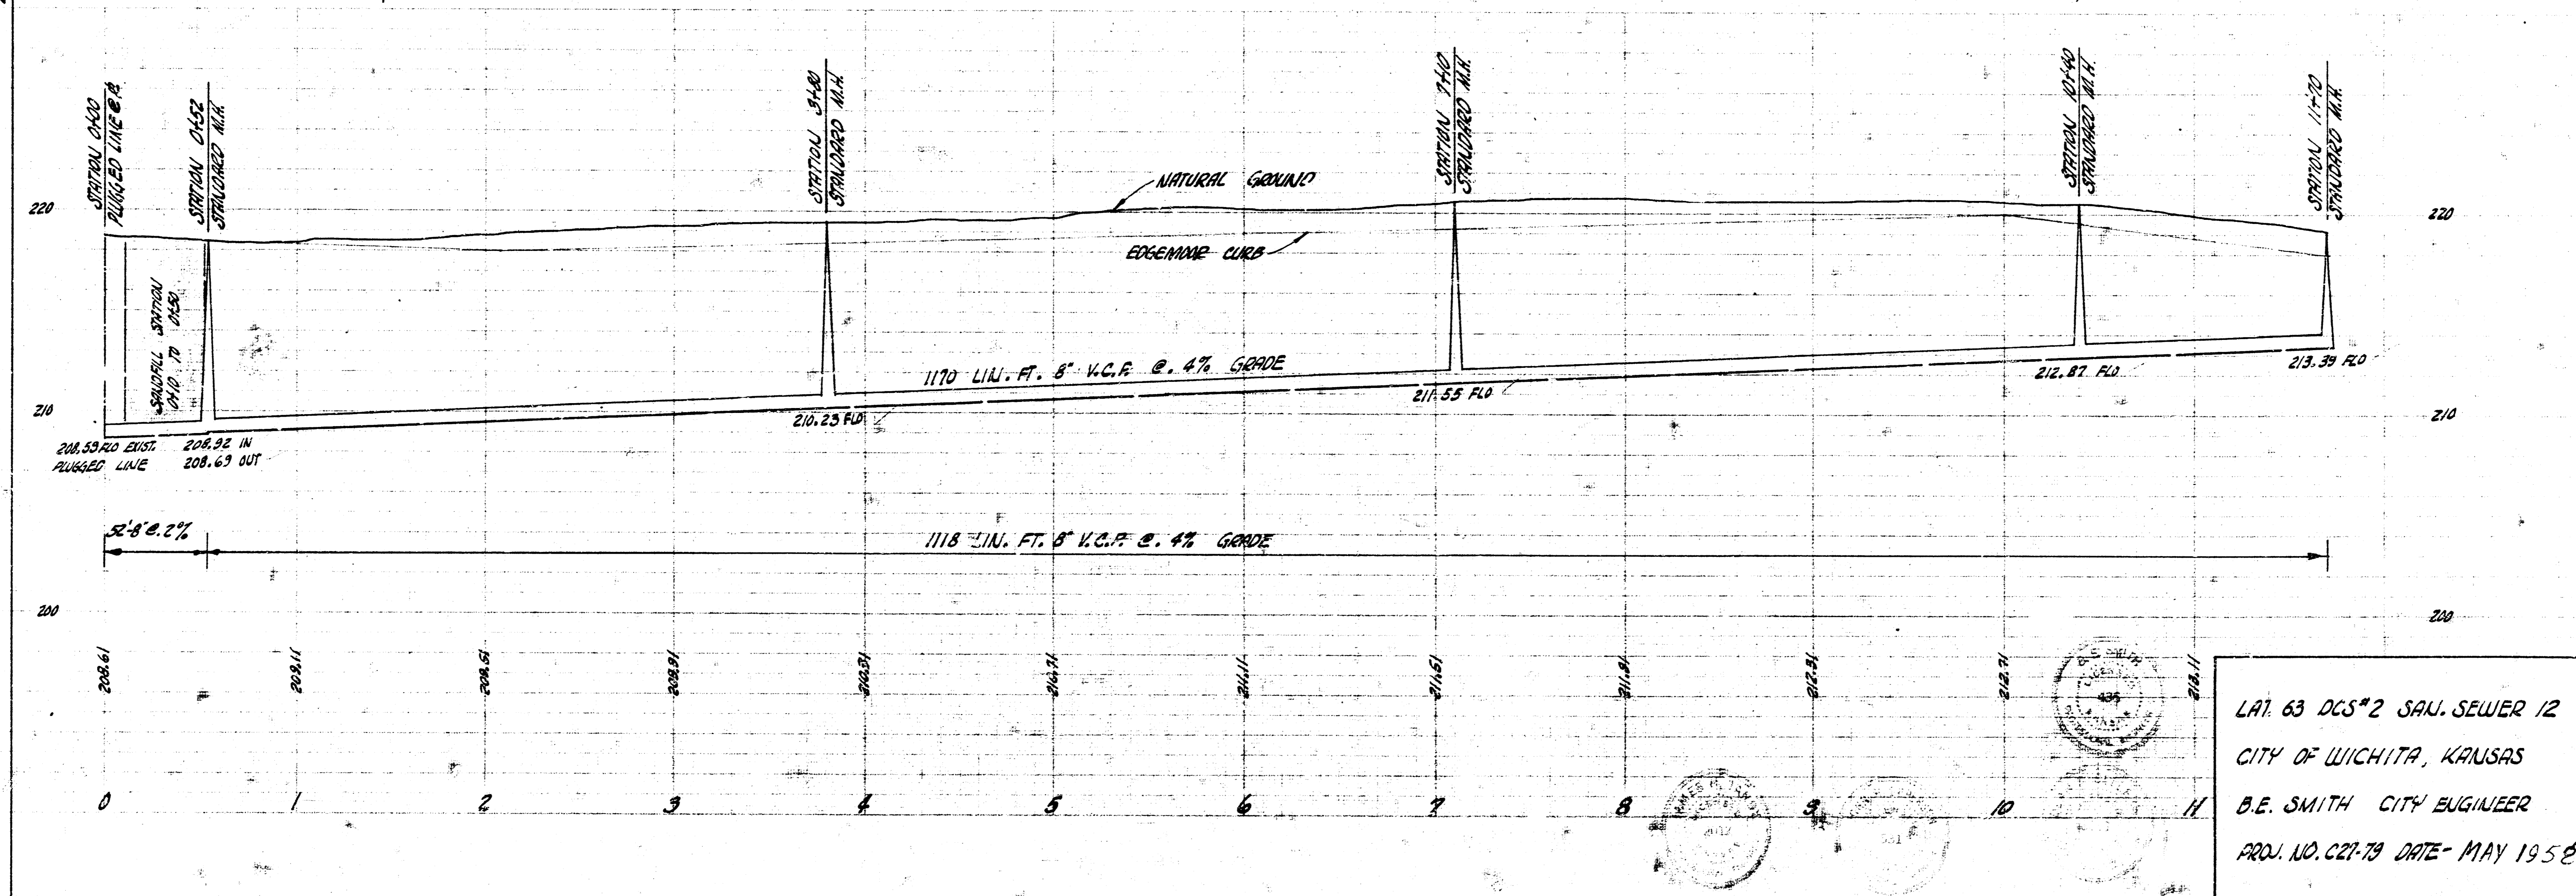 STATION 0+00
PLUGGED LINE @ R
STATION 0+52
STANDARD M.H.
STATION 3+80
STANDARD M.H.
STATION 7+10
STANDARD M.H.
STATION 10+40
STANDARD M.H.
STATION 11+70
STANDARD M.H.
NATURAL GROUND
EDGEMOOR CURB
220
220
SANDFILL STATION
0+10 TO 0+50
1170 LIN. FT. 8" V.C.P. @ .4% GRADE
210
210
208.59 FLO EXIST.
PLUGGED LINE
208.92 IN
208.69 OUT
210.23 FLO
211.55 FLO
212.87 FLO
213.39 FLO
52'-8" @ .2%
1118 LIN. FT. 8" V.C.P. @ .4% GRADE
200
200
208.61
209.11
209.51
209.91
210.31
210.71
211.11
211.51
211.91
212.31
212.71
213.11
0 1 2 3 4 5 6 7 8 9 10 11
B.E. SMITH
435
LAT. 63 DCS #2 SAN. SEWER 12
CITY OF WICHITA, KANSAS
B.E. SMITH CITY ENGINEER
PROJ. NO. C27-79 DATE - MAY 1958